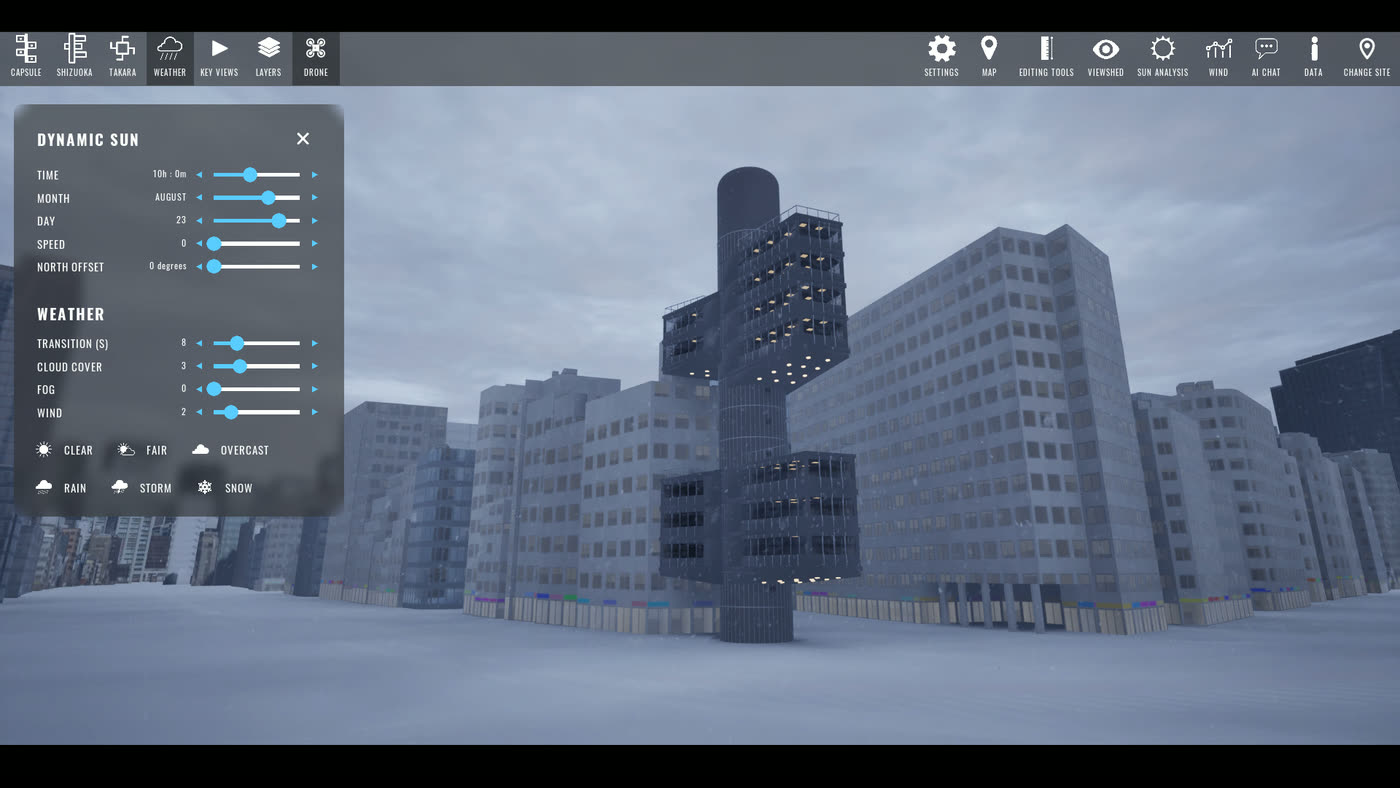 CAPSULE SHIZUOKA TAKARA WEATHER KEY VIEWS LAYERS DRONE SETTINGS MAP EDITING TOOLS VIEWSHED SUN ANALYSIS WIND AI CHAT DATA CHANGE SITE
DYNAMIC SUN
TIME 10h : 0m
MONTH AUGUST
DAY 23
SPEED 0
NORTH OFFSET 0 degrees
WEATHER
TRANSITION (S) 8
CLOUD COVER 3
FOG 0
WIND 2
CLEAR FAIR OVERCAST
RAIN STORM SNOW